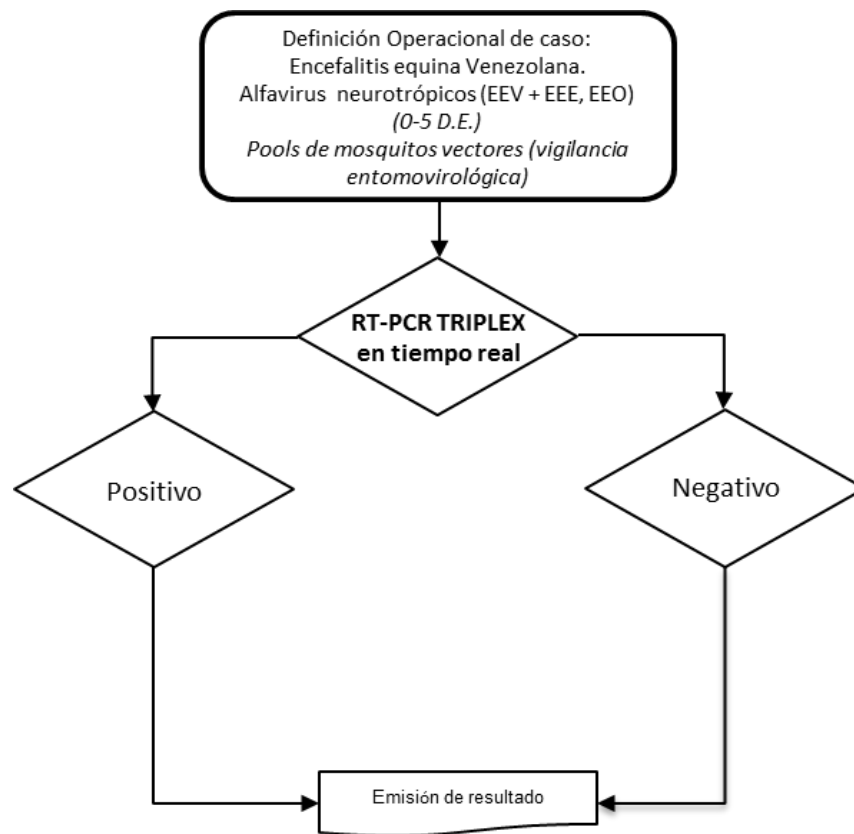 Definición Operacional de caso:
Encefalitis equina Venezolana.
Alfavirus neurotrópicos (EEV + EEE, EEO)
(0-5 D.E.)
Pools de mosquitos vectores (vigilancia
entomovirológica)
RT-PCR TRIPLEX
en tiempo real
Positivo
Negativo
Emisión de resultado